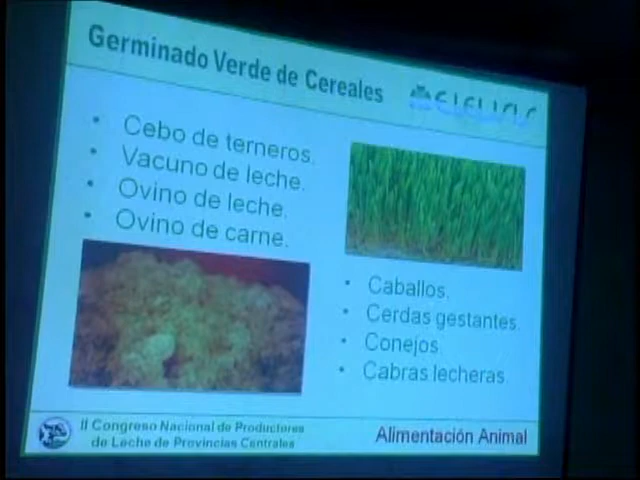 Germinado Verde de Cereales
• Cebo de terneros.
• Vacuno de leche.
• Ovino de leche.
• Ovino de carne.
• Caballos.
• Cerdas gestantes.
• Conejos.
• Cabras lecheras.
II Congreso Nacional de Productores
de Leche de Provincias Centrales
Alimentación Animal